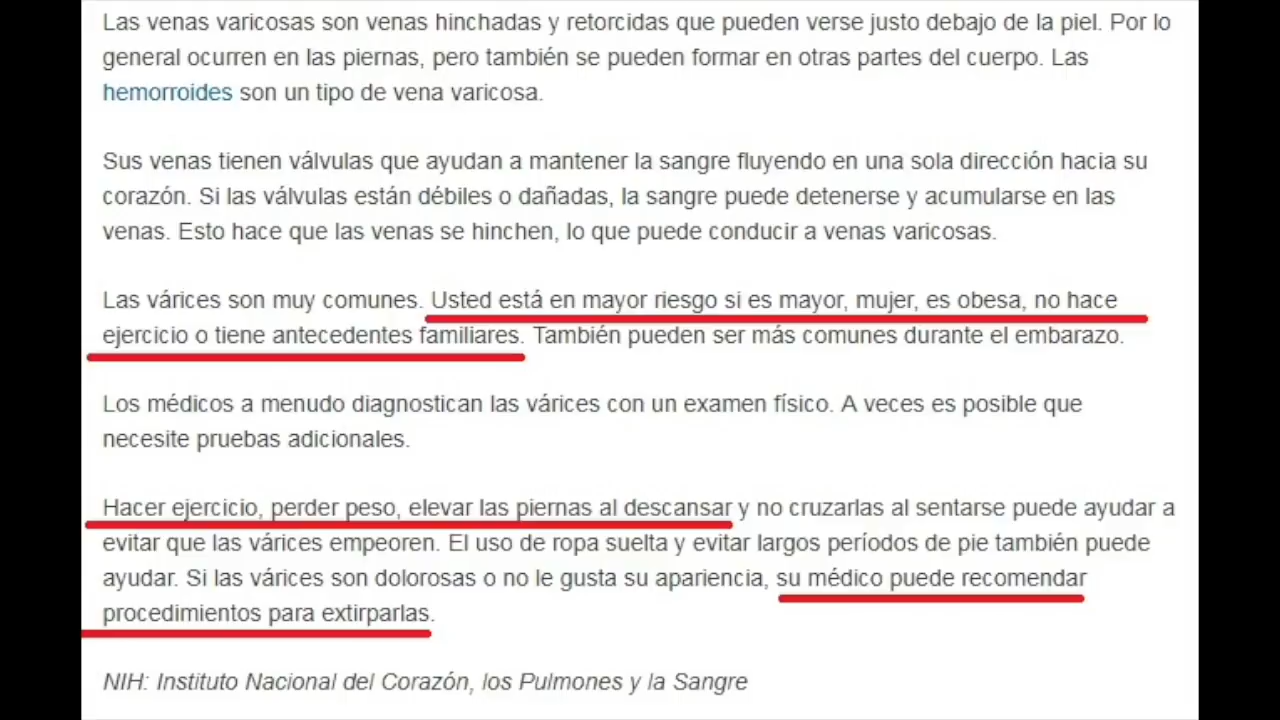 Las venas varicosas son venas hinchadas y retorcidas que pueden verse justo debajo de la piel. Por lo
general ocurren en las piernas, pero también se pueden formar en otras partes del cuerpo. Las
hemorroides son un tipo de vena varicosa.
Sus venas tienen válvulas que ayudan a mantener la sangre fluyendo en una sola dirección hacia su
corazón. Si las válvulas están débiles o dañadas, la sangre puede detenerse y acumularse en las
venas. Esto hace que las venas se hinchen, lo que puede conducir a venas varicosas.
Las várices son muy comunes. Usted está en mayor riesgo si es mayor, mujer, es obesa, no hace
ejercicio o tiene antecedentes familiares. También pueden ser más comunes durante el embarazo.
Los médicos a menudo diagnostican las várices con un examen físico. A veces es posible que
necesite pruebas adicionales.
Hacer ejercicio, perder peso, elevar las piernas al descansar y no cruzarlas al sentarse puede ayudar a
evitar que las várices empeoren. El uso de ropa suelta y evitar largos períodos de pie también puede
ayudar. Si las várices son dolorosas o no le gusta su apariencia, su médico puede recomendar
procedimientos para extirparlas.
NIH: Instituto Nacional del Corazón, los Pulmones y la Sangre